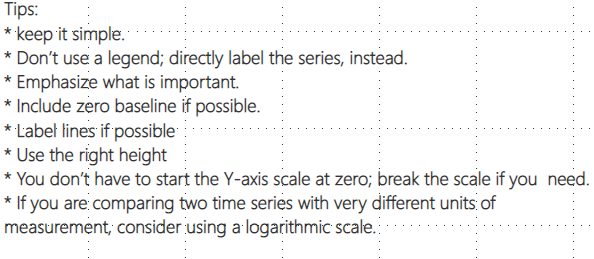 Tips:
* keep it simple.
* Don't use a legend; directly label the series, instead.
* Emphasize what is important.
* Include zero baseline if possible.
* Label lines if possible
* Use the right height
* You don't have to start the Y-axis scale at zero; break the scale if you  need.
* If you are comparing two time series with very different units of
measurement, consider using a logarithmic scale.